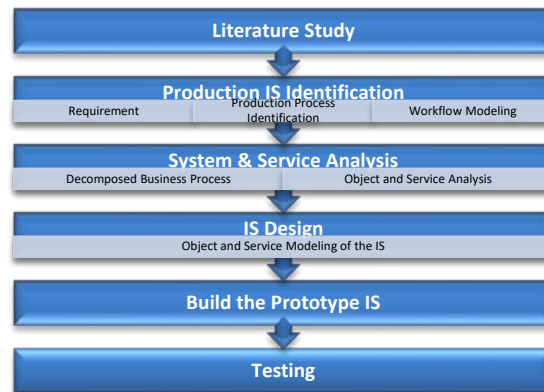 Literature Study
Production IS Identification
Requirement
Production Process
Identification
Workflow Modeling
System & Service Analysis
Decomposed Business Process
Object and Service Analysis
IS Design
Object and Service Modeling of the IS
Build the Prototype IS
Testing